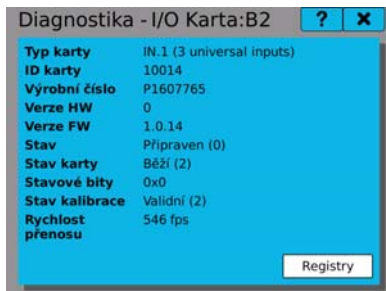 Diagnostika - I/O Karta:B2 ? ×
Typ karty IN.1 (3 universal inputs)
ID karty 10014
Výrobní číslo P1607765
Verze HW 0
Verze FW 1.0.14
Stav Připraven (0)
Stav karty Běží (2)
Stavové bity 0x0
Stav kalibrace Validní (2)
Rychlost přenosu 546 fps
Registry